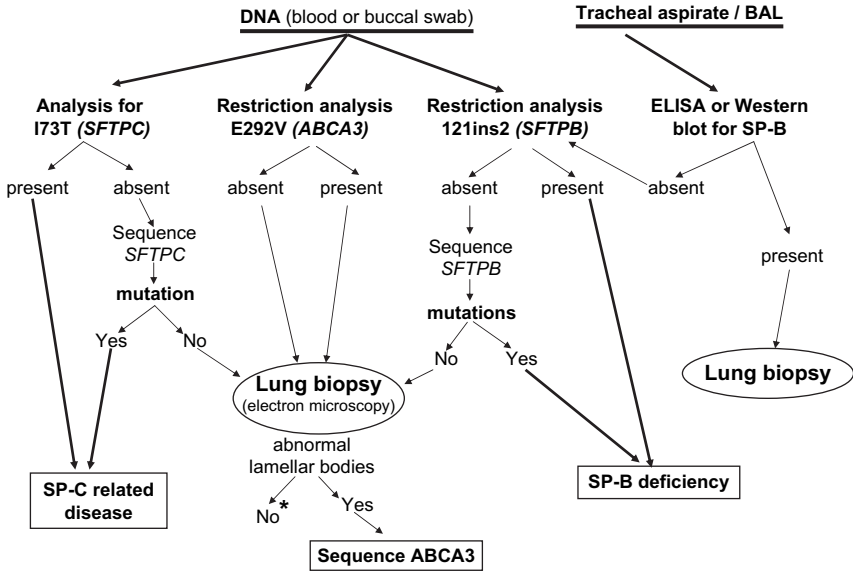 DNA (blood or buccal swab)
Tracheal aspirate / BAL
Analysis for
I73T (SFTPC)
Restriction analysis
E292V (ABCA3)
Restriction analysis
121ins2 (SFTPB)
ELISA or Western
blot for SP-B
present
absent
absent
present
absent
present
absent
Sequence
SFTPC
Sequence
SFTPB
present
mutation
mutations
Yes
No
No
Yes
Lung biopsy
(electron microscopy)
Lung biopsy
abnormal
lamellar bodies
SP-C related
disease
SP-B deficiency
No*
Yes
Sequence ABCA3